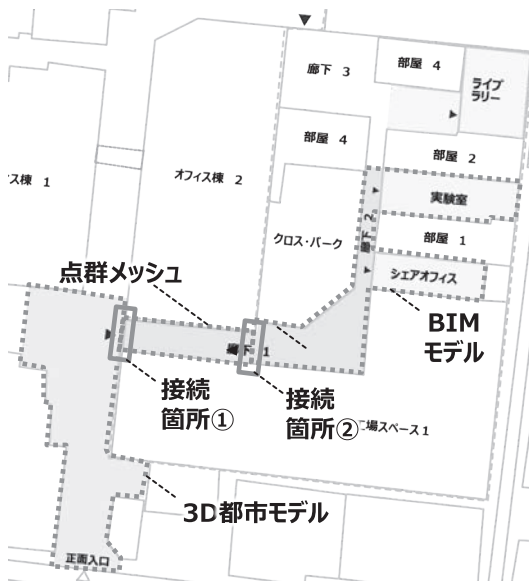 廊下 3
部屋 4
ライブ
ラリー
部屋 4
部屋 2
オフィス棟 2
ス棟 1
実験室
廊下 2
クロス・パーク
部屋 1
点群メッシュ
シェアオフィス
BIM
モデル
廊下 1
接続
箇所①
接続
箇所②
場スペース1
3D都市モデル
正面入口